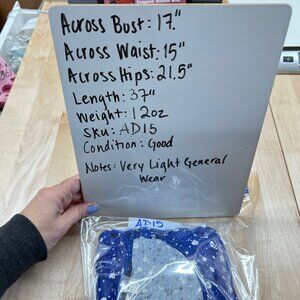 Across Bust: 17."
Across Waist: 15"
Across Hips: 21.5"
Length: 37"
Weight: 12oz
Sku: AD15
Condition: Good
Notes: Very Light General
Wear
AD15